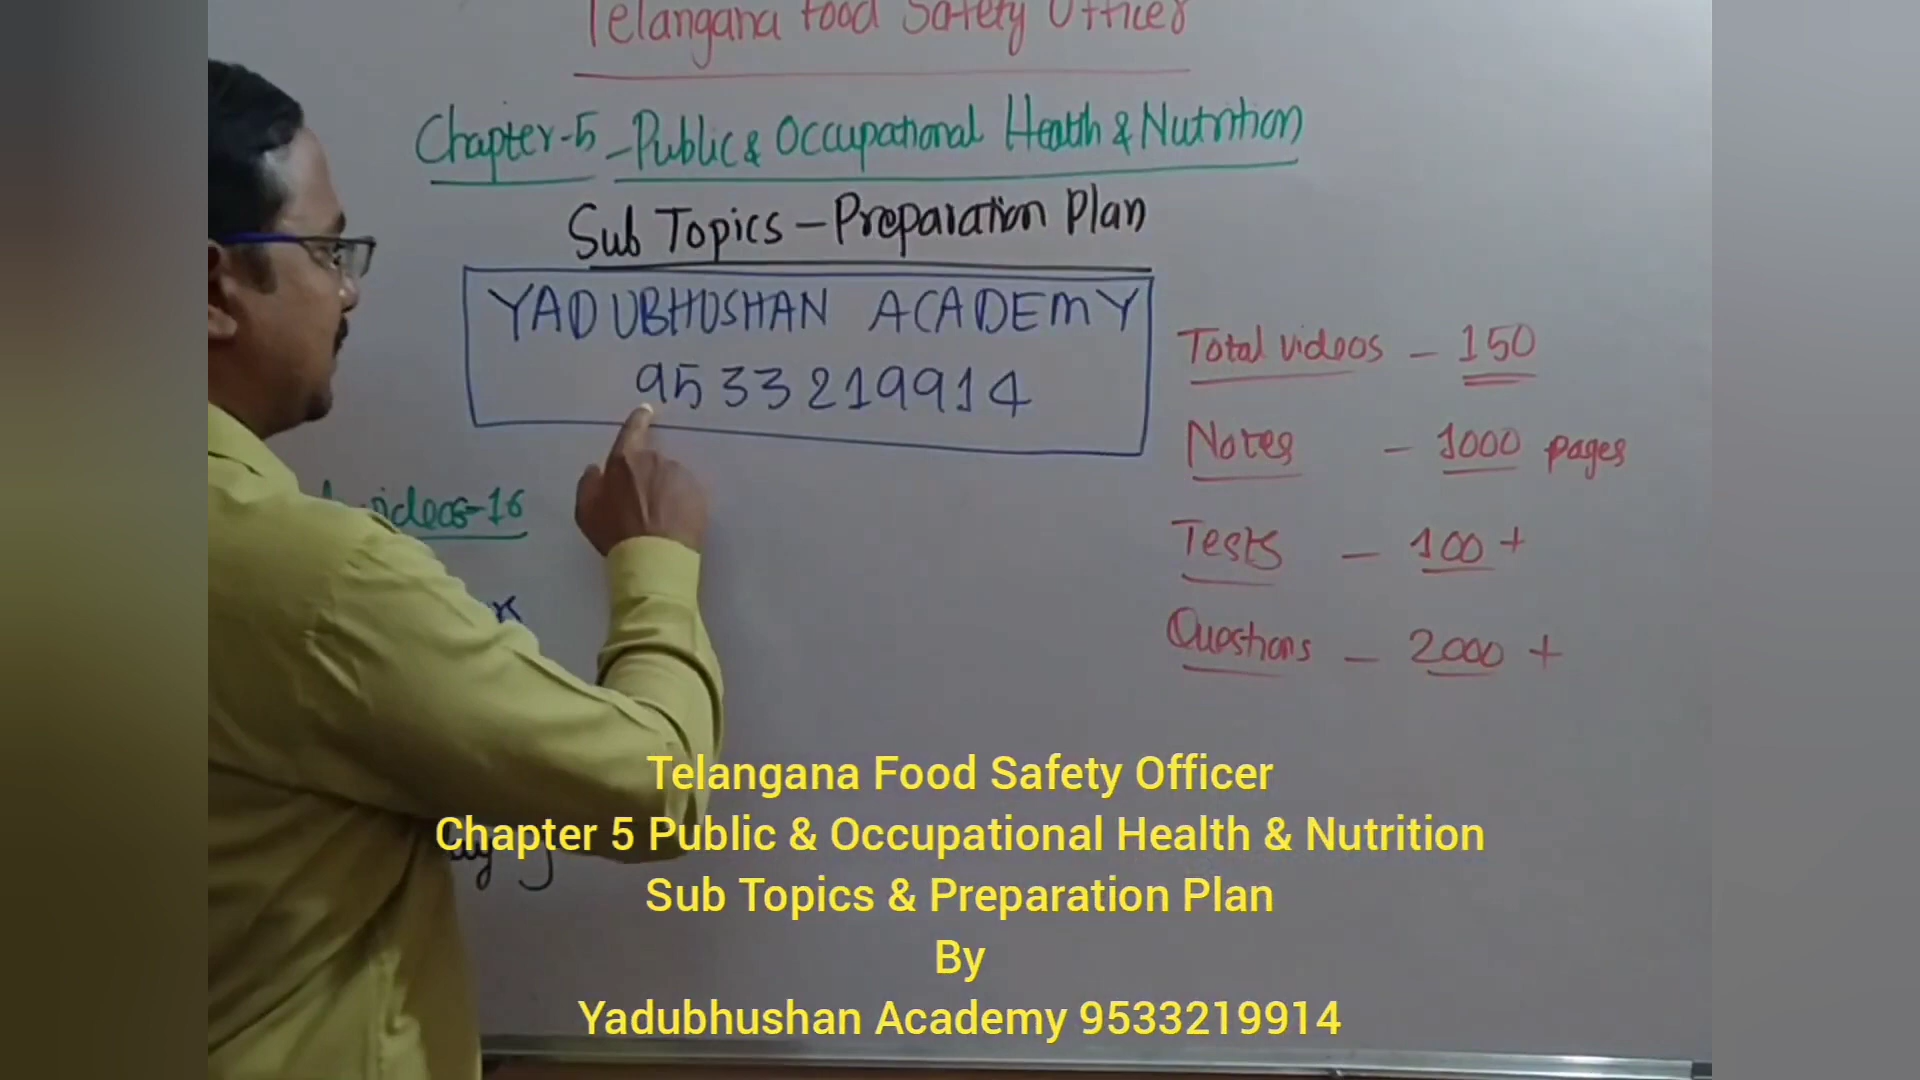 Telangana Food Safety Officer
Chapter-5 - Public & Occupational Health & Nutrition
Sub Topics - Preparation Plan
YADUBHUSHAN ACADEMY
9533219914
Total videos - 150
Notes - 1000 pages
Tests - 100 +
Questions - 2000 +
videos-16
Telangana Food Safety Officer
Chapter 5 Public & Occupational Health & Nutrition
Sub Topics & Preparation Plan
By
Yadubhushan Academy 9533219914